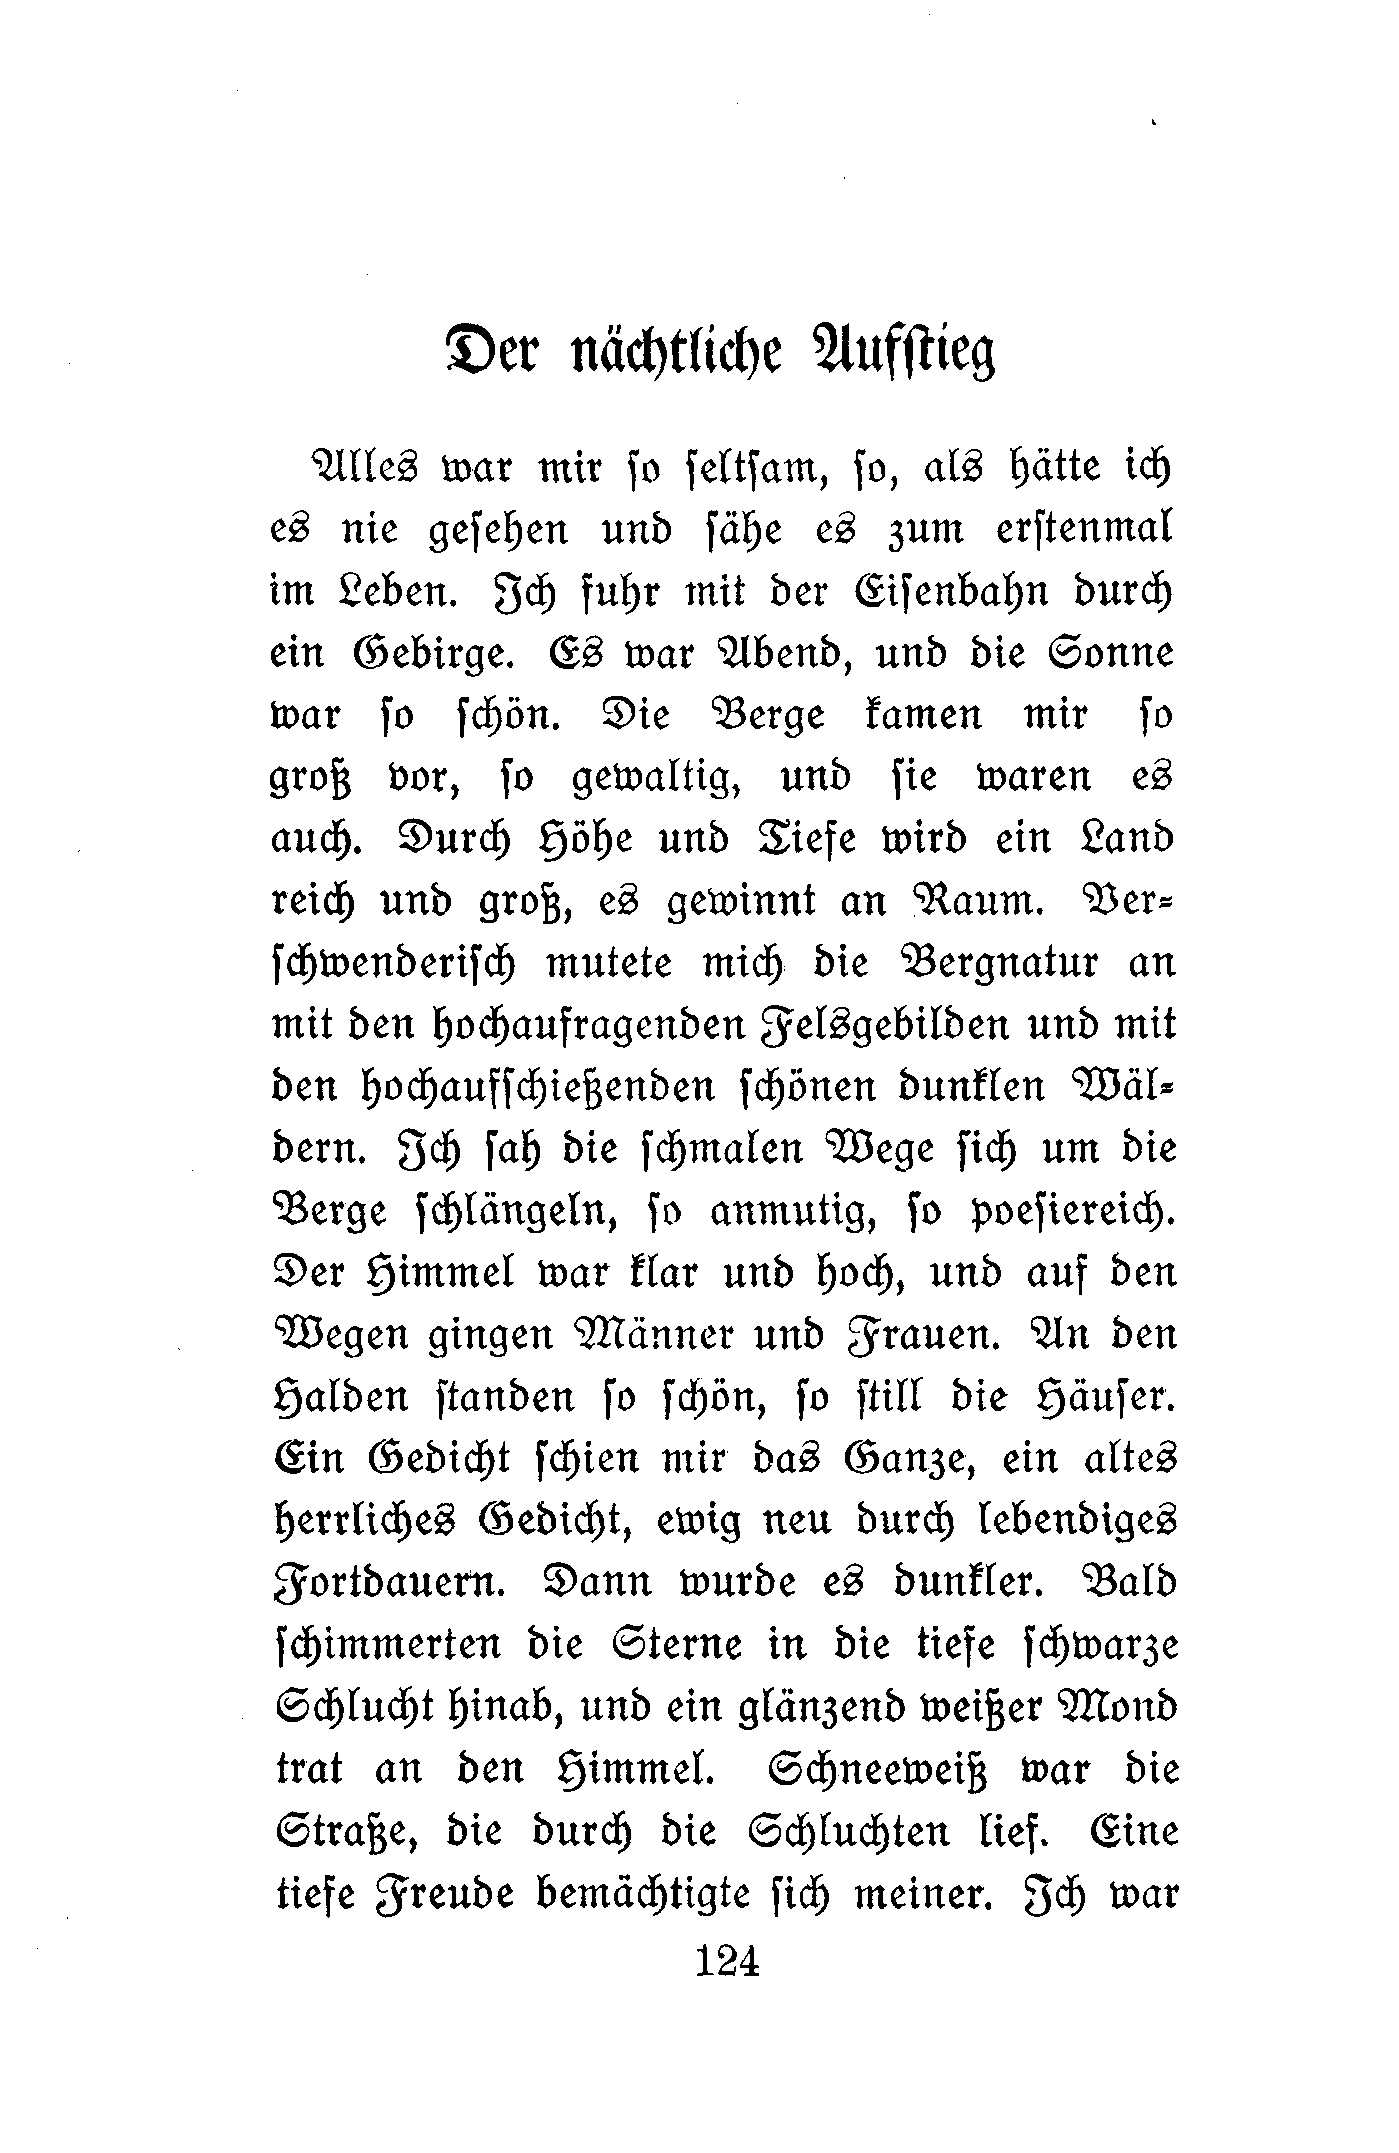 Der nächtliche Aufstieg
Alles war mir so seltsam, so, als hätte ich
es nie gesehen und sähe es zum erstenmal
im Leben. Ich fuhr mit der Eisenbahn durch
ein Gebirge. Es war Abend, und die Sonne
war so schön. Die Berge kamen mir so
groß vor, so gewaltig, und sie waren es
auch. Durch Höhe und Tiefe wird ein Land
reich und groß, es gewinnt an Raum. Ver-
schwenderisch mutete mich die Bergnatur an
mit den hochaufragenden Felsgebilden und mit
den hochaufschießenden schönen dunklen Wäl-
dern. Ich sah die schmalen Wege sich um die
Berge schlängeln, so anmutig, so poesiereich.
Der Himmel war klar und hoch, und auf den
Wegen gingen Männer und Frauen. An den
Halden standen so schön, so still die Häuser.
Ein Gedicht schien mir das Ganze, ein altes
herrliches Gedicht, ewig neu durch lebendiges
Fortdauern. Dann wurde es dunkler. Bald
schimmerten die Sterne in die tiefe schwarze
Schlucht hinab, und ein glänzend weißer Mond
trat an den Himmel. Schneeweiß war die
Straße, die durch die Schluchten lief. Eine
tiefe Freude bemächtigte sich meiner. Ich war
124